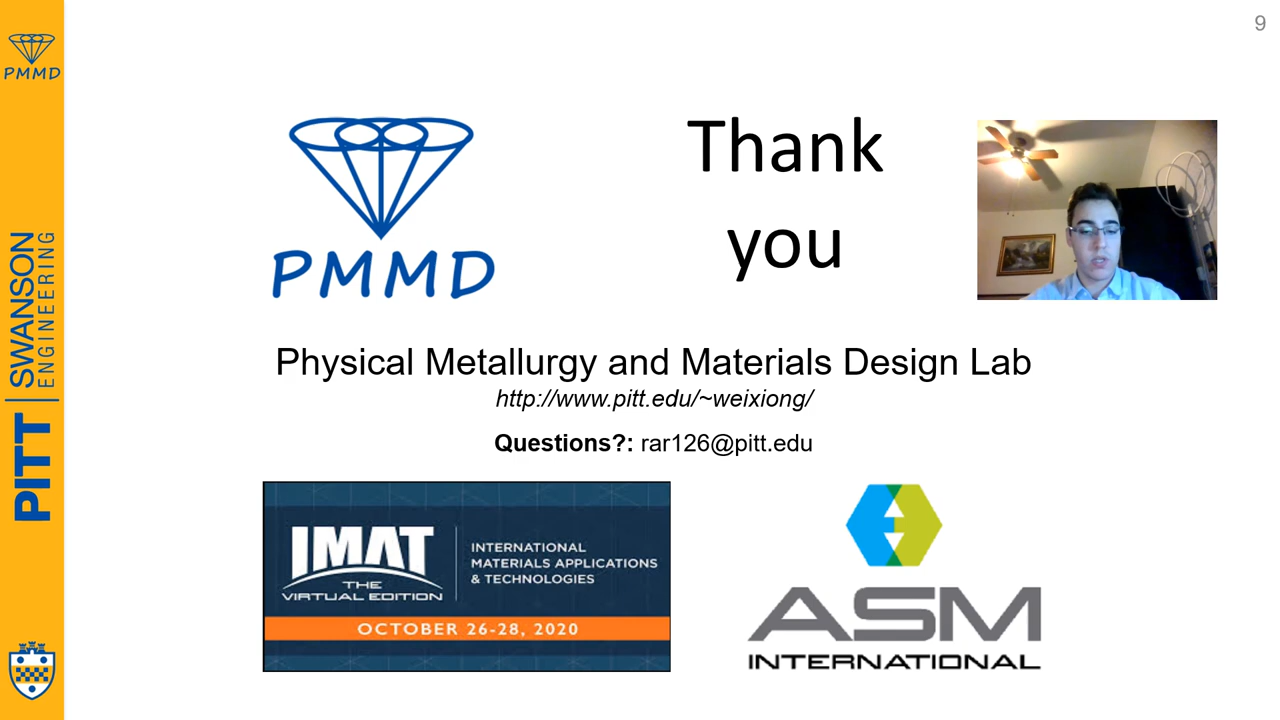 9
PMMD
PITT | SWANSON
ENGINEERING
PMMD
Thank
you
Physical Metallurgy and Materials Design Lab
http://www.pitt.edu/~weixiong/
Questions?: rar126@pitt.edu
IMAT
THE
VIRTUAL EDITION
INTERNATIONAL
MATERIALS APPLICATIONS
& TECHNOLOGIES
OCTOBER 26-28, 2020
ASM
INTERNATIONAL